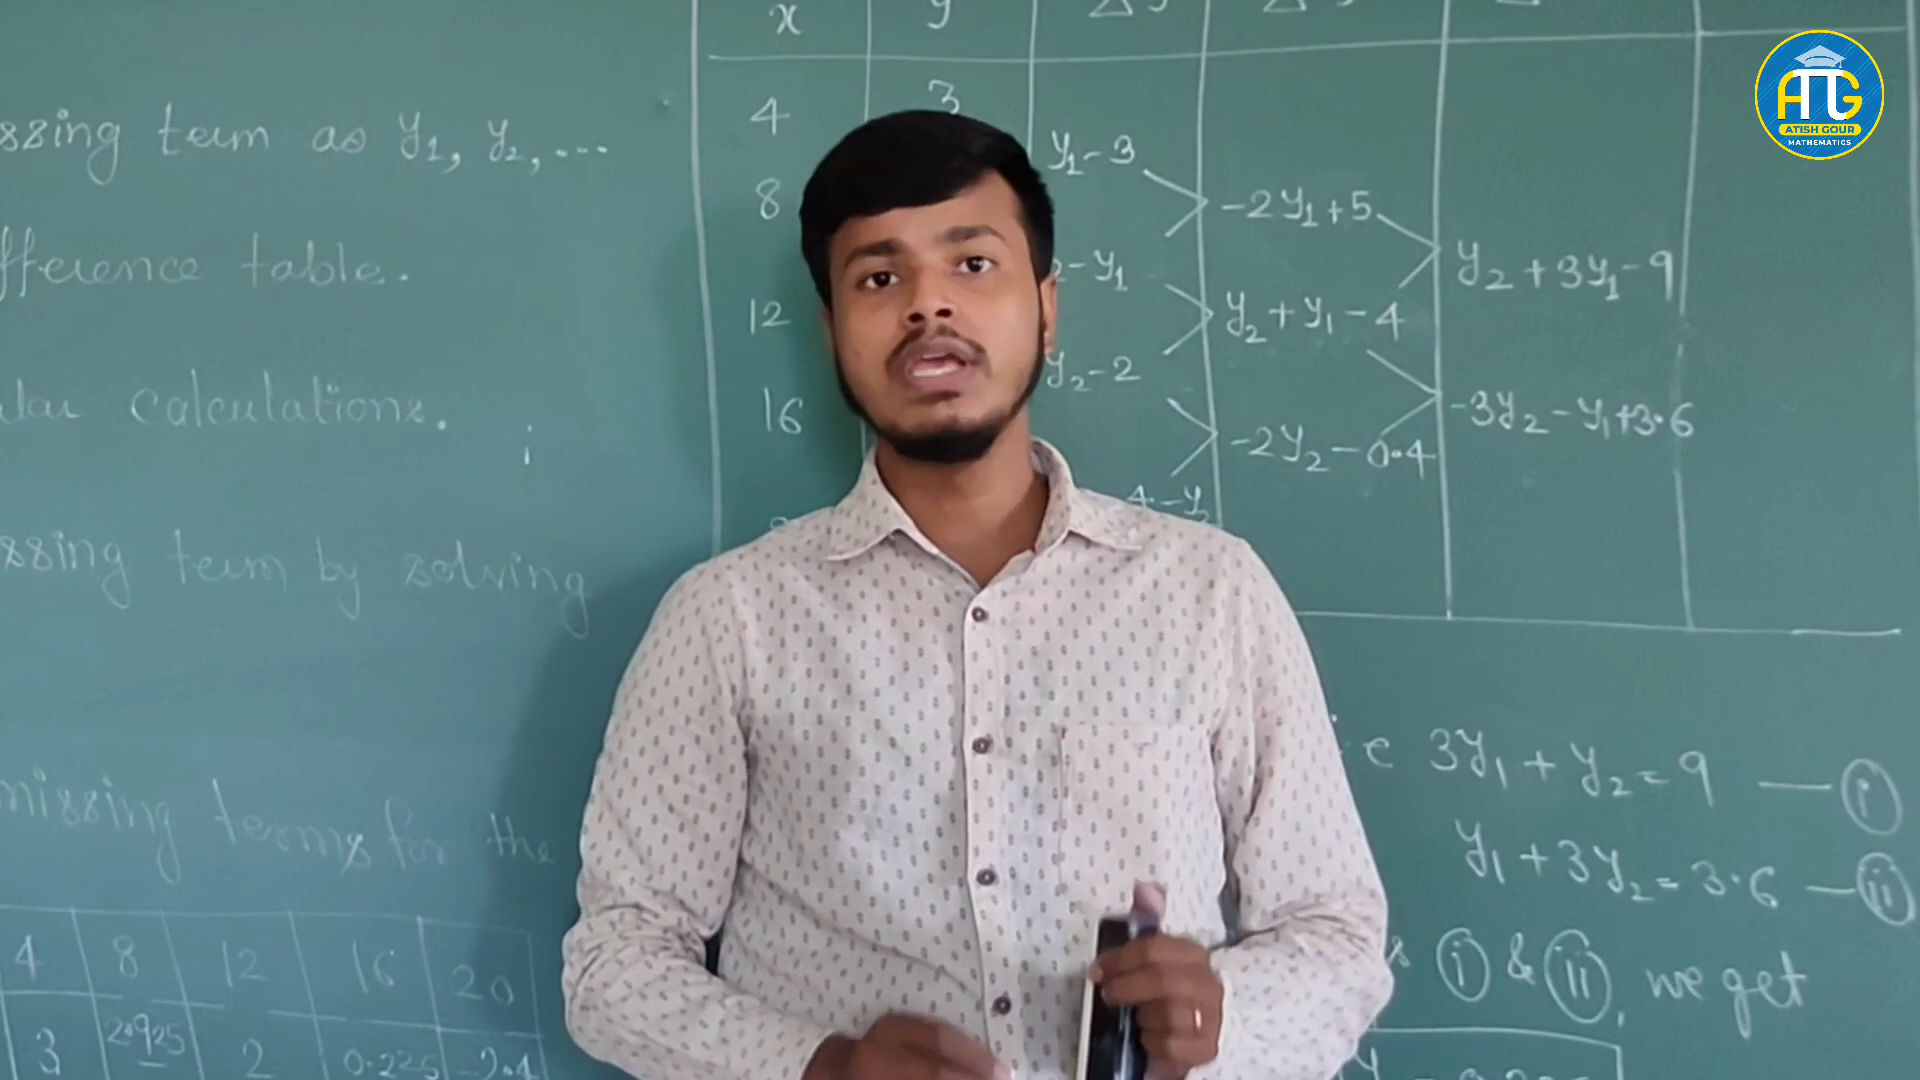 ssing term as y₁, y₂, ...
fference table.
calculations.
ssing term by solving
missing terms for the
4 8 12 16 20
3 2.925 2 0.225 -2.4
x y
4 3
y₁-3
8 -2y₁+5
-y₁ y₂+3y₁-9
12 y₂+y₁-4
y₂-2
16 -3y₂-y₁+3.6
-2y₂-0.4
3y₁+y₂=9 — (i)
y₁+3y₂=3.6 — (ii)
(i) & (ii), we get
ATG
ATISH GOUR
MATHEMATICS